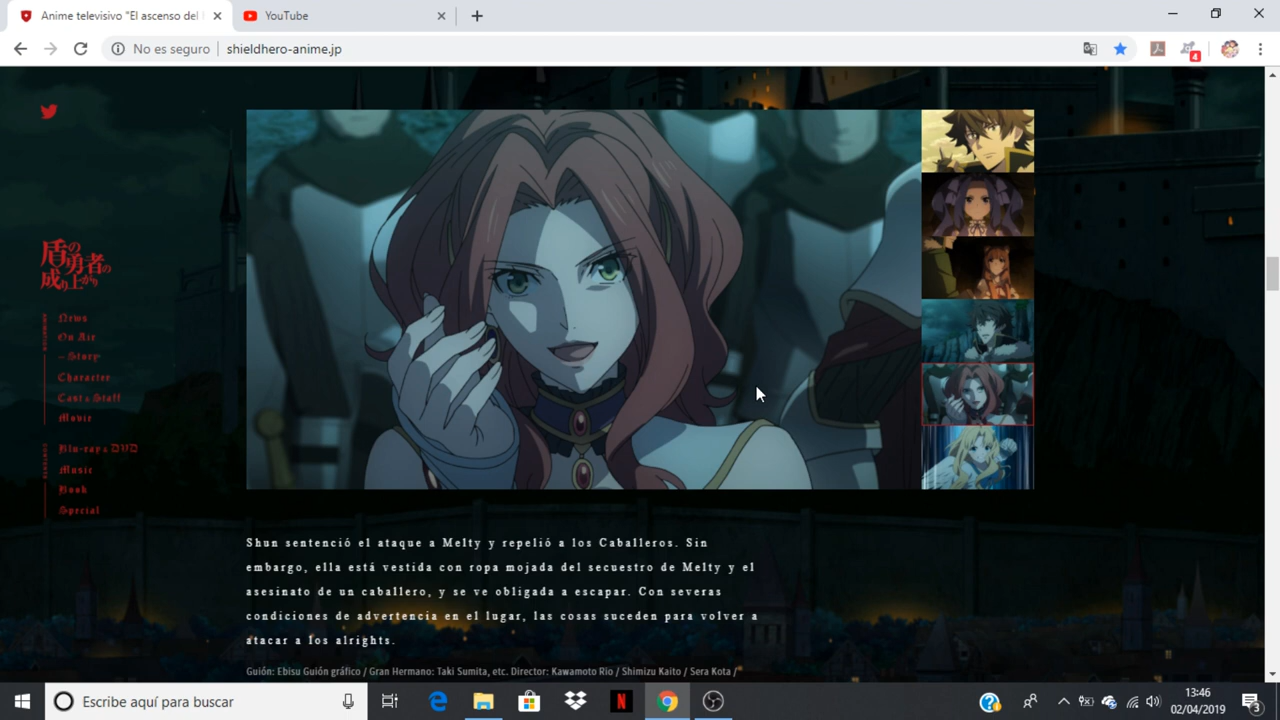 Anime televisivo "El ascenso del
YouTube
No es seguro
shieldhero-anime.jp
4
盾の
勇者の
成り上がり
News
On Air
– Story
Character
Cast & Staff
Movie
Blu-ray & DVD
Music
Book
Special
Shun sentenció el ataque a Melty y repelió a los Caballeros. Sin
embargo, ella está vestida con ropa mojada del secuestro de Melty y el
asesinato de un caballero, y se ve obligada a escapar. Con severas
condiciones de advertencia en el lugar, las cosas suceden para volver a
atacar a los alrights.
Guión: Ebisu Guión gráfico / Gran Hermano: Taki Sumita, etc. Director: Kawamoto Rio / Shimizu Kaito / Sera Kota /
Escribe aquí para buscar
13:46
02/04/2019
3